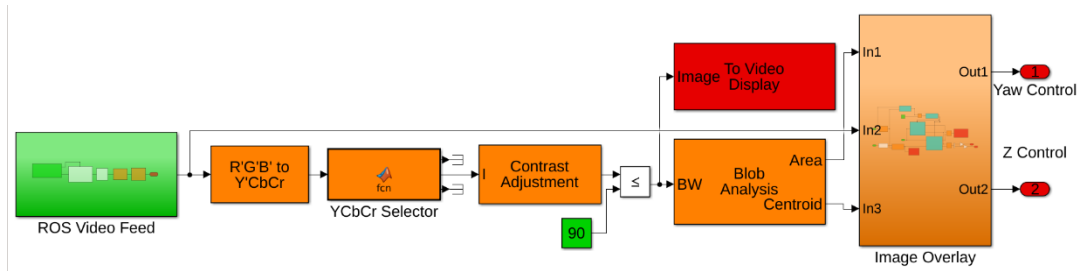 ROS Video Feed
R'G'B' to
Y'CbCr
fcn
YCbCr Selector
I
Contrast
Adjustment
90
≤
Image
To Video
Display
BW
Blob
Analysis
Area
Centroid
In1
In2
In3
Out1
Out2
Image Overlay
1
Yaw Control
Z Control
2